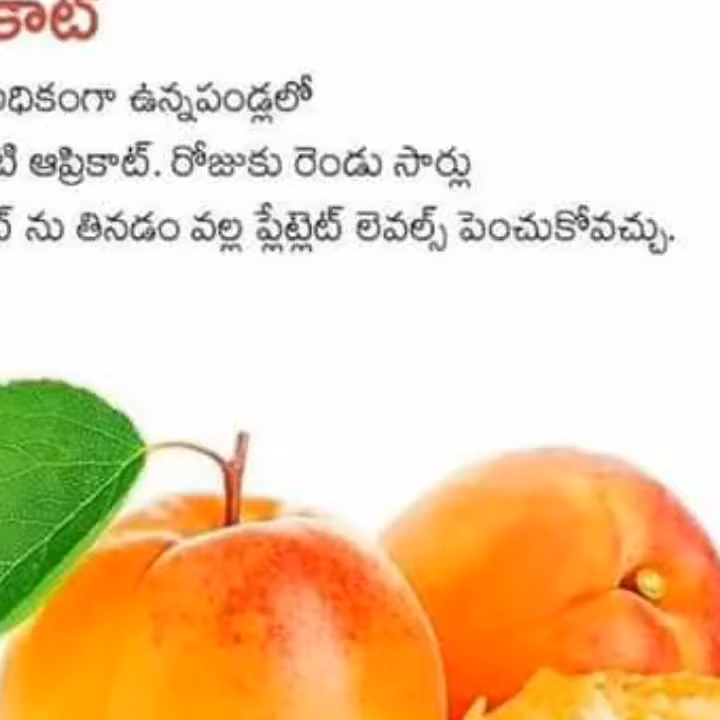 ఉన్నపండ్లలో
ఆప్రికాట్. రోజుకు రెండు సార్లు
ను తినడం వల్ల ప్లేట్లెట్ లెవల్స్ పెంచుకోవచ్చు.